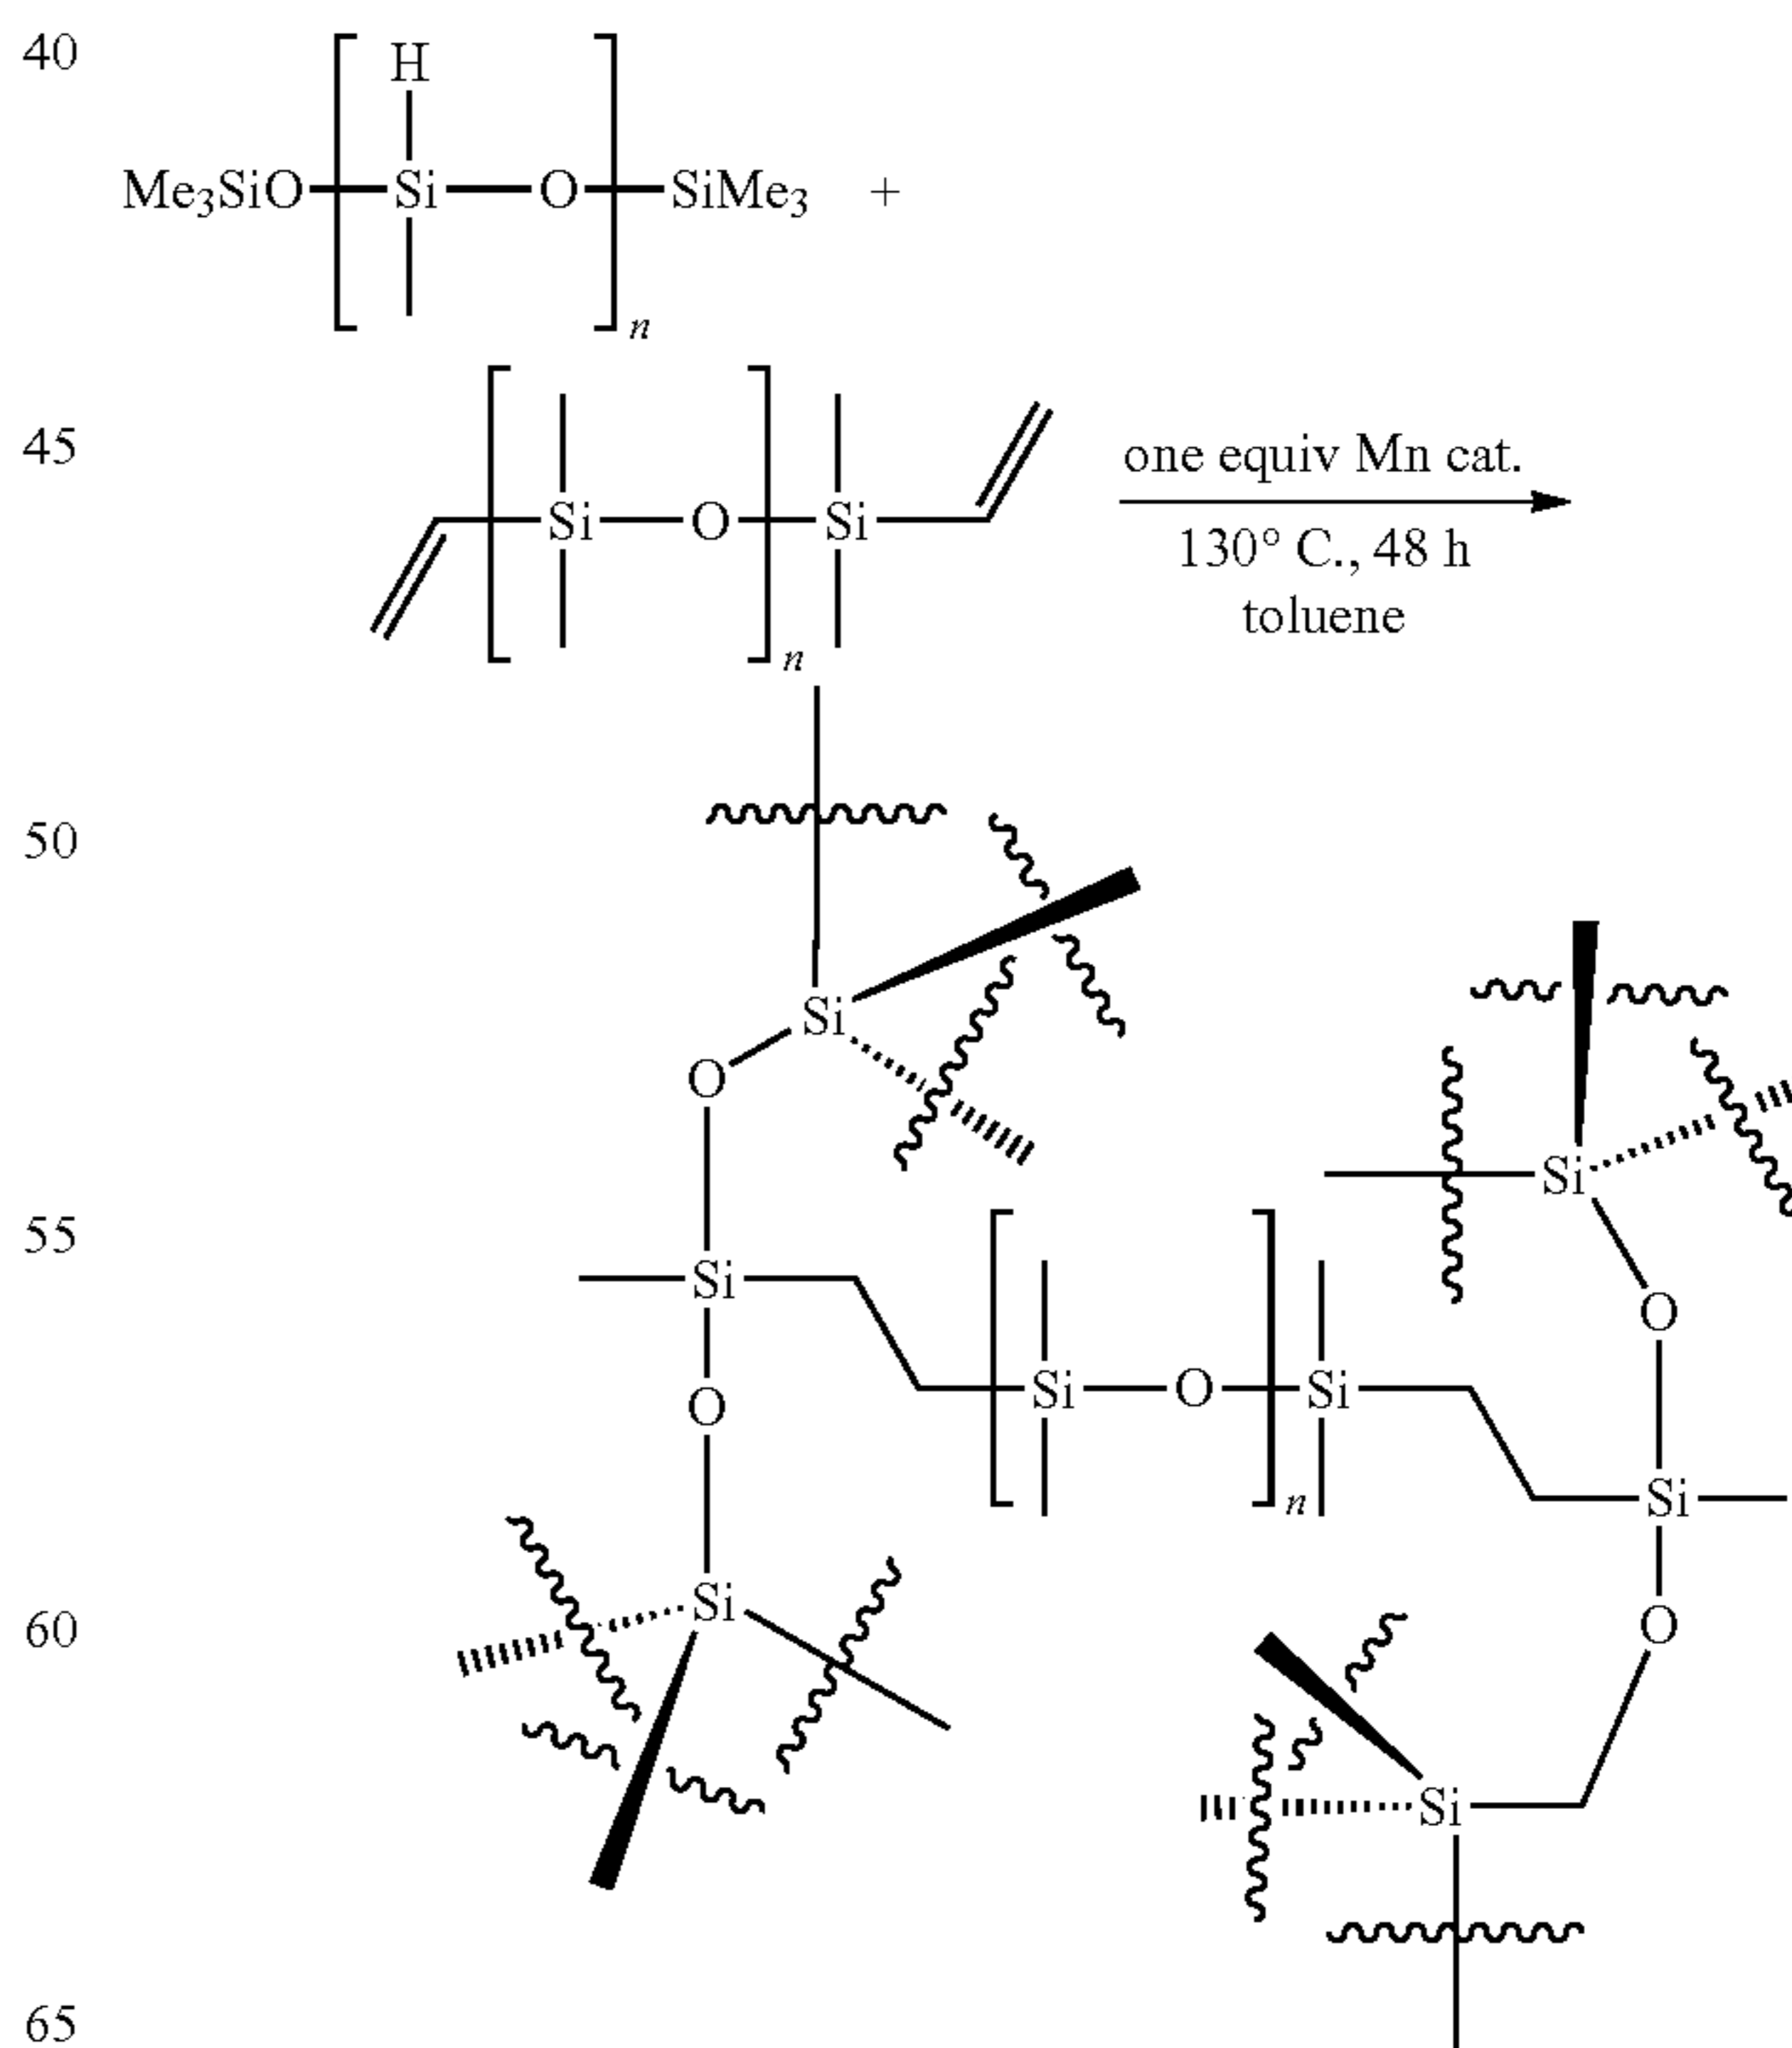 40
H
Me3SiO Si O SiMe3 +
n
45
Si O Si
n
one equiv Mn cat.
130° C., 48 h
toluene
50
Si
O
Si
55
O
Si
Si O Si
n
O
Si
60
Si
O
Si
65